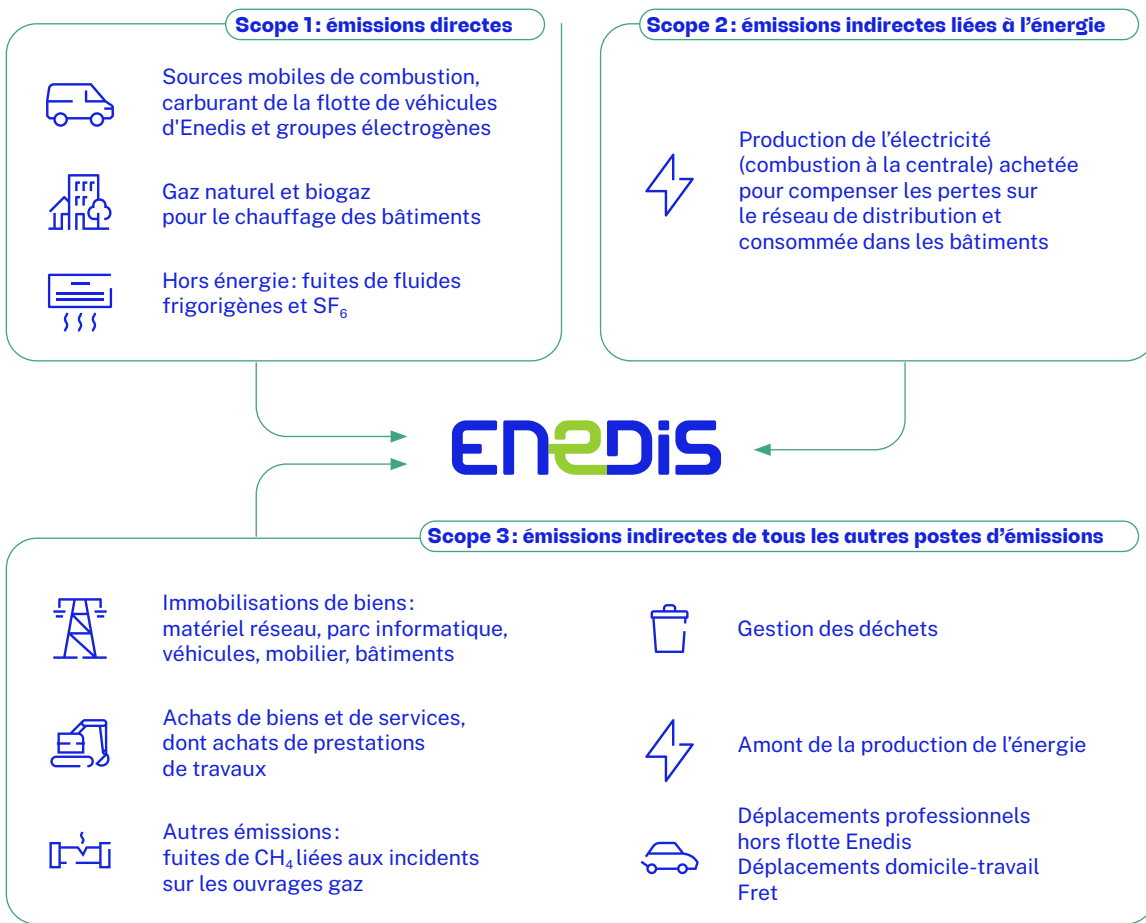 Scope 1 : émissions directes
Sources mobiles de combustion,
carburant de la flotte de véhicules
d'Enedis et groupes électrogènes
Gaz naturel et biogaz
pour le chauffage des bâtiments
Hors énergie : fuites de fluides
frigorigènes et SF₆
Scope 2 : émissions indirectes liées à l’énergie
Production de l’électricité
(combustion à la centrale) achetée
pour compenser les pertes sur
le réseau de distribution et
consommée dans les bâtiments
ENEDIS
Scope 3 : émissions indirectes de tous les autres postes d’émissions
Immobilisations de biens :
matériel réseau, parc informatique,
véhicules, mobilier, bâtiments
Achats de biens et de services,
dont achats de prestations
de travaux
Autres émissions :
fuites de CH₄ liées aux incidents
sur les ouvrages gaz
Gestion des déchets
Amont de la production de l’énergie
Déplacements professionnels
hors flotte Enedis
Déplacements domicile-travail
Fret